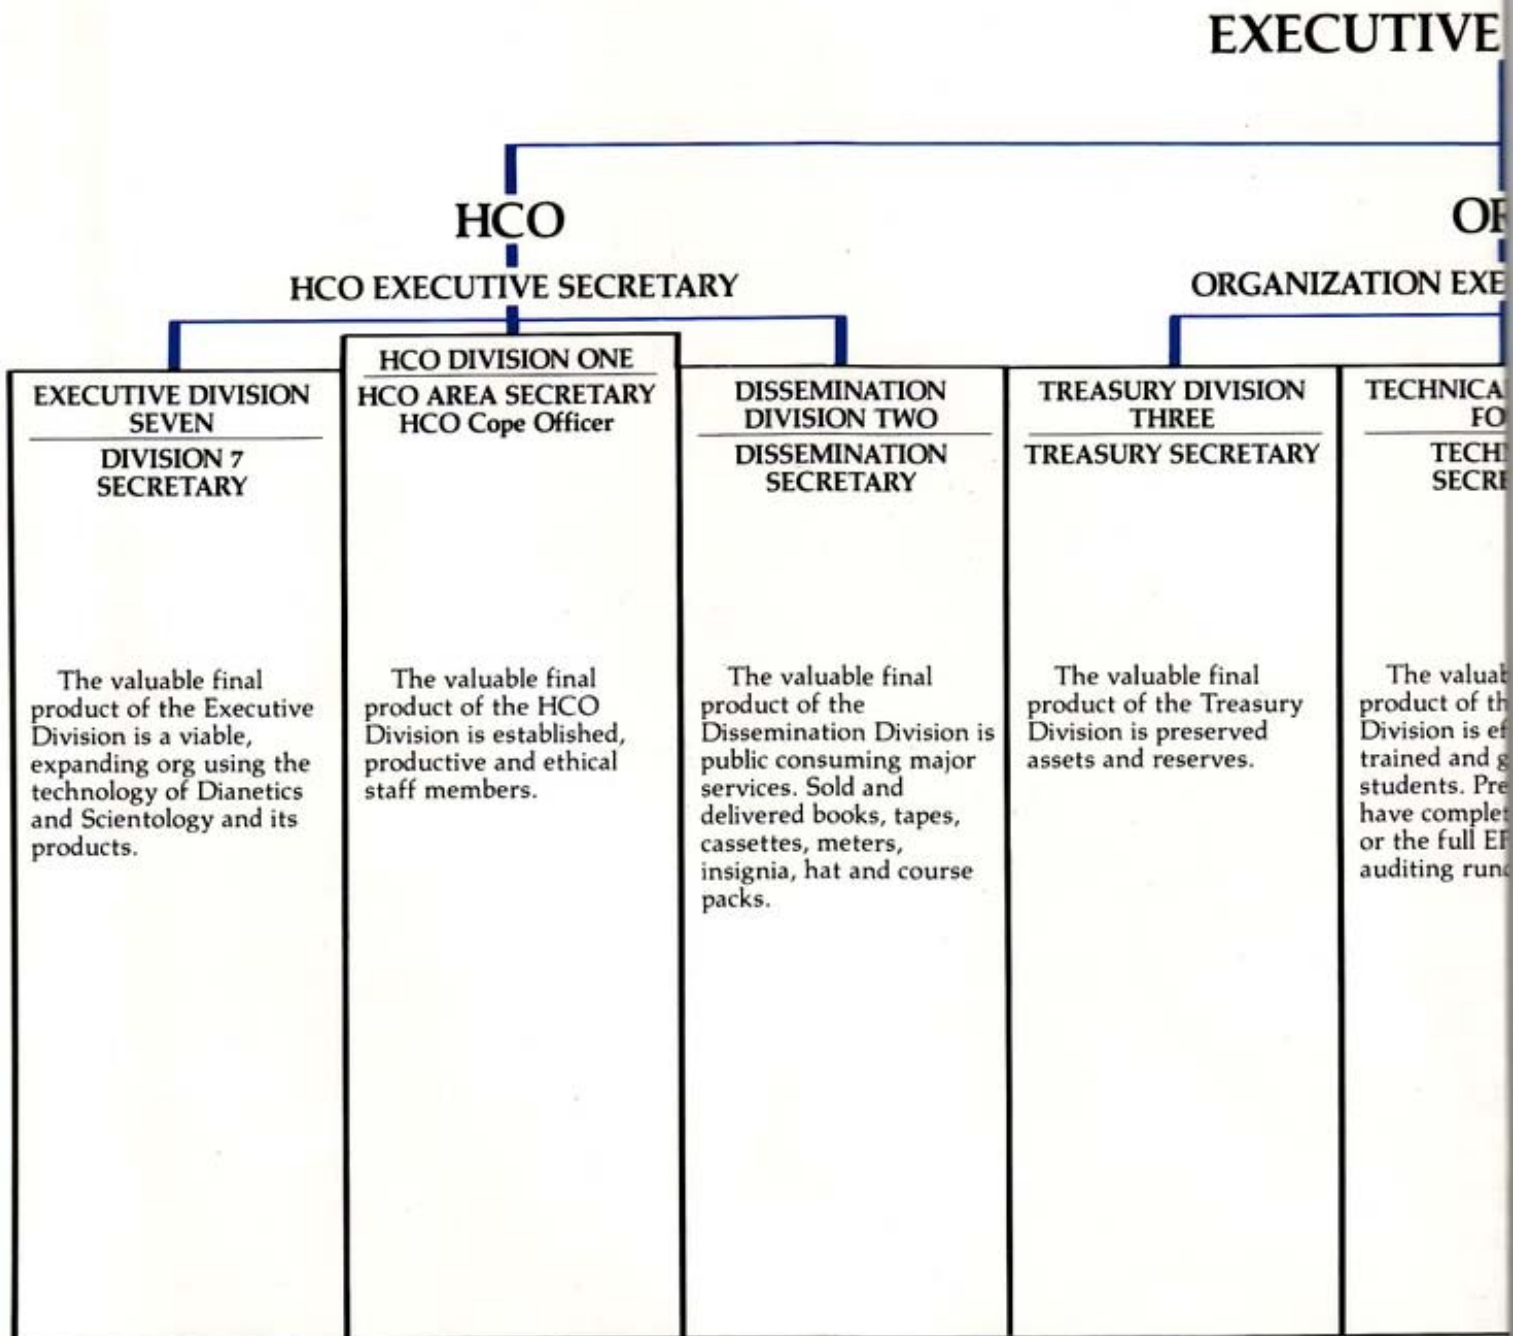 EXECUTIVE
HCO
HCO EXECUTIVE SECRETARY
ORGANIZATION
EXECUTIVE DIVISION
SEVEN
DIVISION 7
SECRETARY
The valuable final
product of the Executive
Division is a viable,
expanding org using the
technology of Dianetics
and Scientology and its
products.
HCO DIVISION ONE
HCO AREA SECRETARY
HCO Cope Officer
The valuable final
product of the HCO
Division is established,
productive and ethical
staff members.
DISSEMINATION
DIVISION TWO
DISSEMINATION
SECRETARY
The valuable final
product of the
Dissemination Division is
public consuming major
services. Sold and
delivered books, tapes,
cassettes, meters,
insignia, hat and course
packs.
TREASURY DIVISION
THREE
TREASURY SECRETARY
The valuable final
product of the Treasury
Division is preserved
assets and reserves.
The
product of
Division is
trained and
students.
have
or the full
auditing